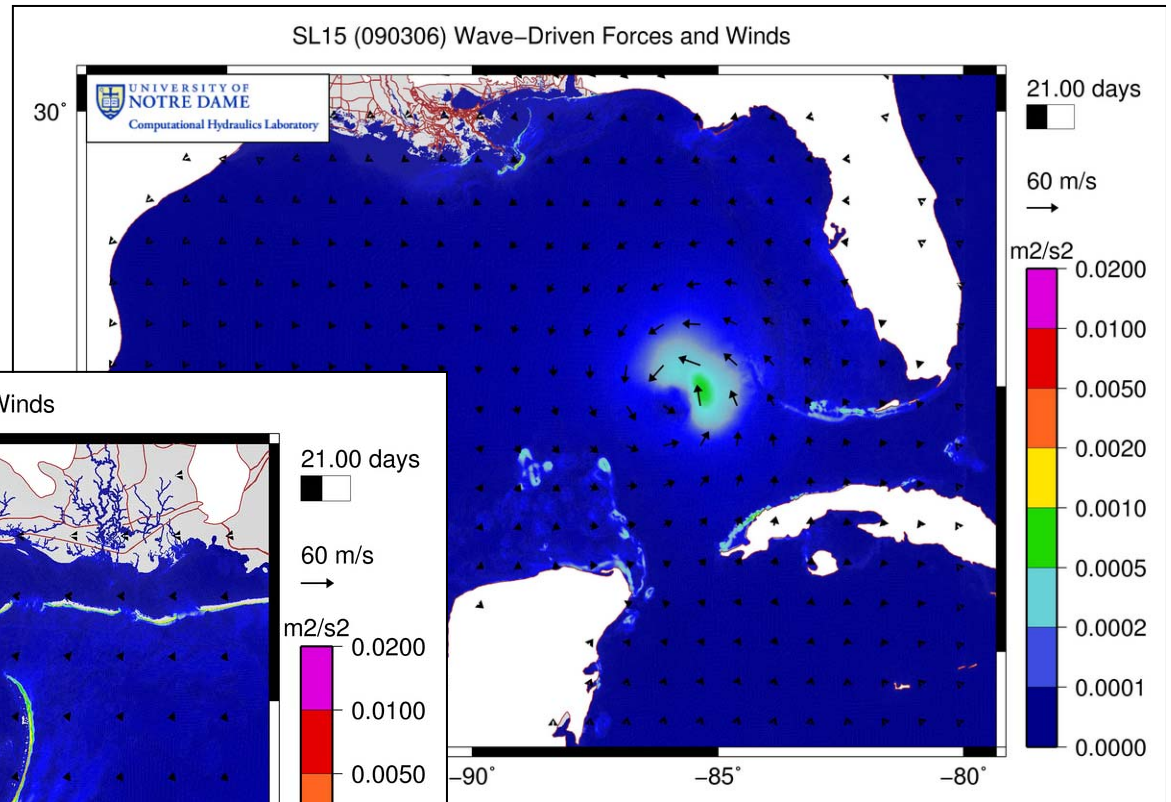 SL15 (090306) Wave−Driven Forces and Winds
UNIVERSITY OF
NOTRE DAME
Computational Hydraulics Laboratory
30˚
21.00 days
60 m/s
m2/s2
0.0200
0.0100
0.0050
0.0020
0.0010
0.0005
0.0002
0.0001
0.0000
−90˚
−85˚
−80˚
Winds
21.00 days
60 m/s
m2/s2
0.0200
0.0100
0.0050